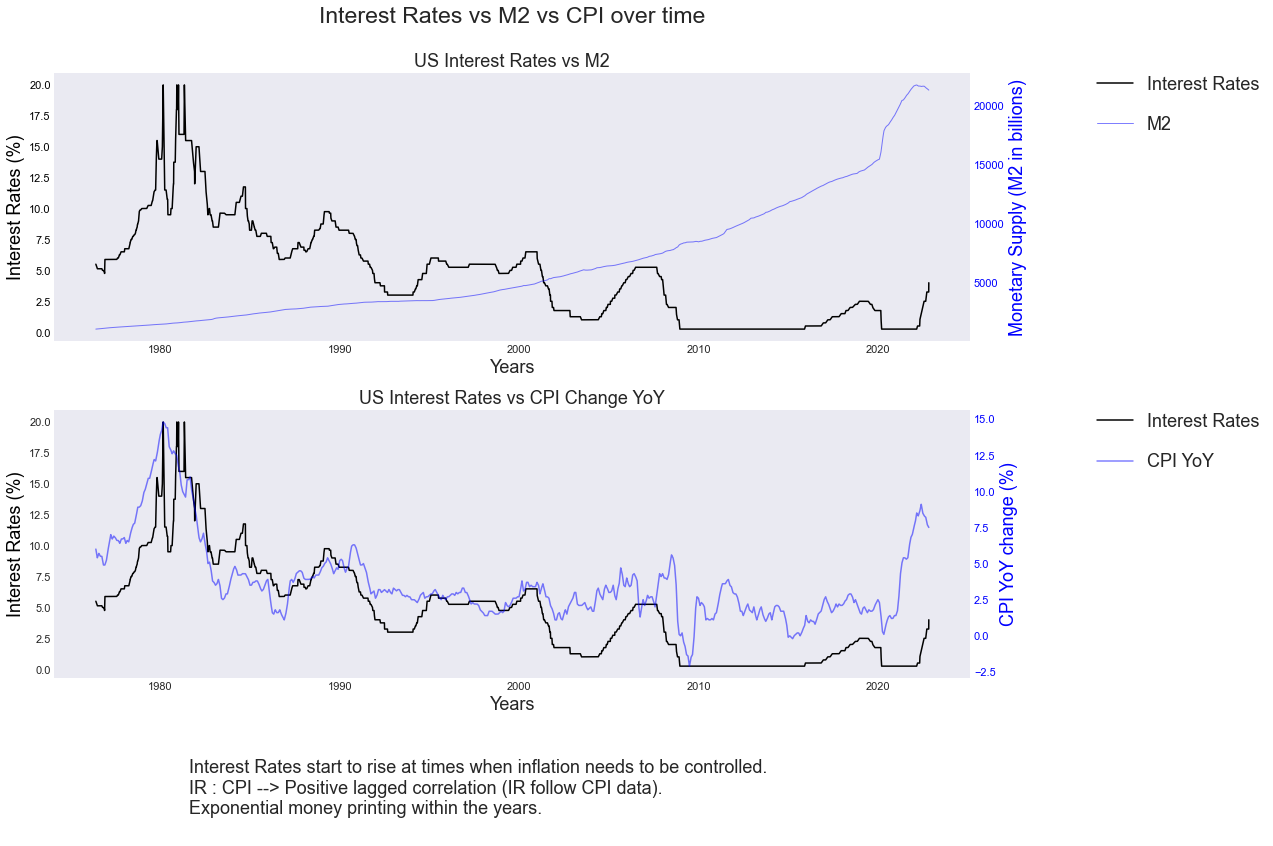 Interest Rates vs M2 vs CPI over time
US Interest Rates vs M2
Interest Rates (%)
20.0
17.5
15.0
12.5
10.0
7.5
5.0
2.5
0.0
1980
1990
2000
2010
2020
Years
20000
15000
10000
5000
Monetary Supply (M2 in billions)
Interest Rates
M2
US Interest Rates vs CPI Change YoY
Interest Rates (%)
20.0
17.5
15.0
12.5
10.0
7.5
5.0
2.5
0.0
1980
1990
2000
2010
2020
Years
15.0
12.5
10.0
7.5
5.0
2.5
0.0
−2.5
CPI YoY change (%)
Interest Rates
CPI YoY
Interest Rates start to rise at times when inflation needs to be controlled.
IR : CPI --> Positive lagged correlation (IR follow CPI data).
Exponential money printing within the years.